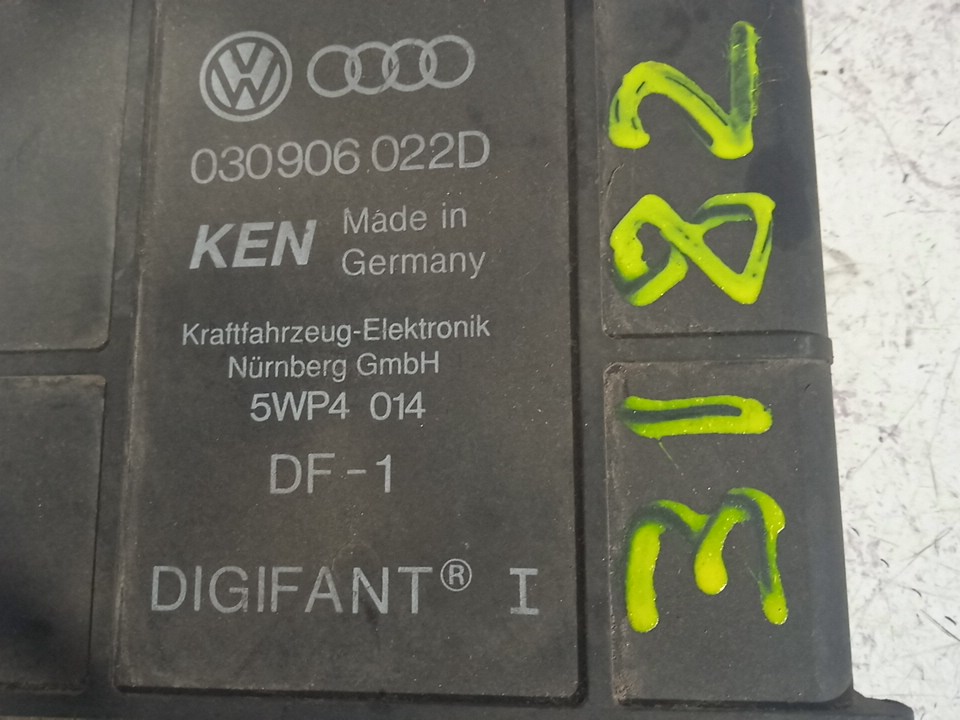 030906 022D
KEN Made in
Germany
Kraftfahrzeug-Elektronik
Nürnberg GmbH
5WP4 014
DF-1
DIGIFANT® I
3182